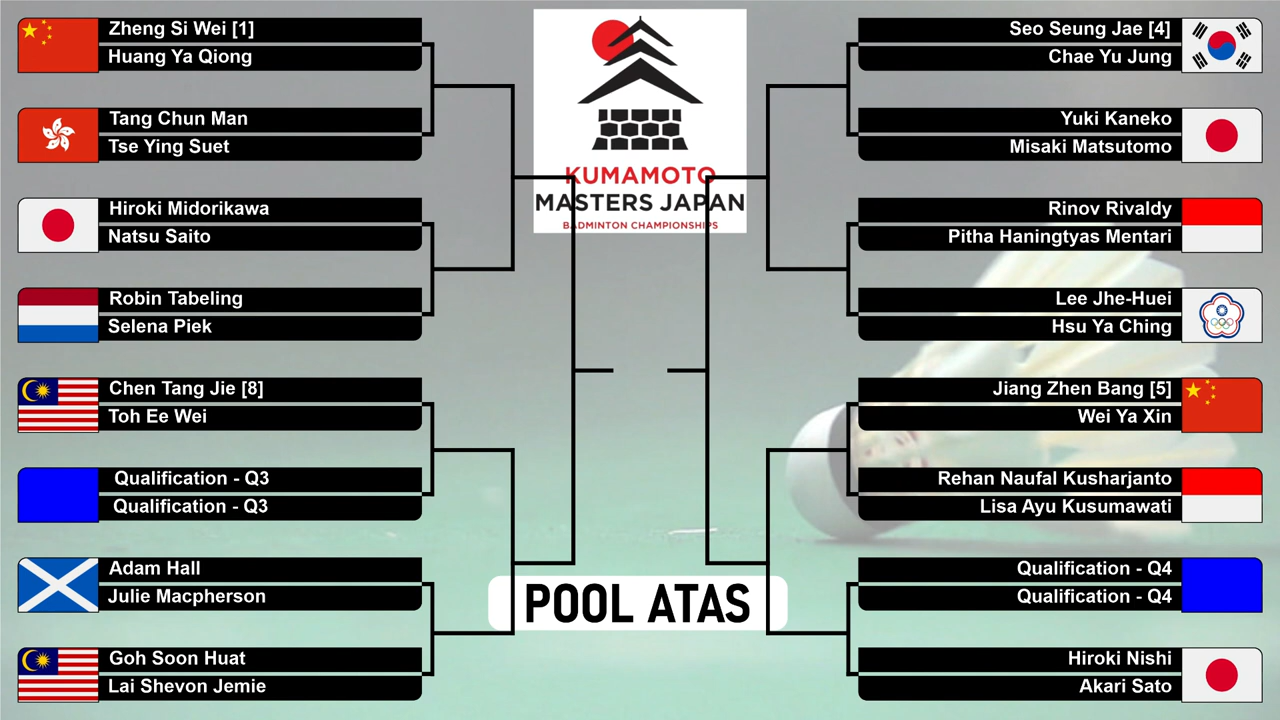 Zheng Si Wei [1]
Huang Ya Qiong
Tang Chun Man
Tse Ying Suet
Hiroki Midorikawa
Natsu Saito
Robin Tabeling
Selena Piek
Chen Tang Jie [8]
Toh Ee Wei
Qualification - Q3
Qualification - Q3
Adam Hall
Julie Macpherson
Goh Soon Huat
Lai Shevon Jemie
KUMAMOTO
MASTERS JAPAN
BADMINTON CHAMPIONSHIPS
POOL ATAS
Seo Seung Jae [4]
Chae Yu Jung
Yuki Kaneko
Misaki Matsutomo
Rinov Rivaldy
Pitha Haningtyas Mentari
Lee Jhe-Huei
Hsu Ya Ching
Jiang Zhen Bang [5]
Wei Ya Xin
Rehan Naufal Kusharjanto
Lisa Ayu Kusumawati
Qualification - Q4
Qualification - Q4
Hiroki Nishi
Akari Sato